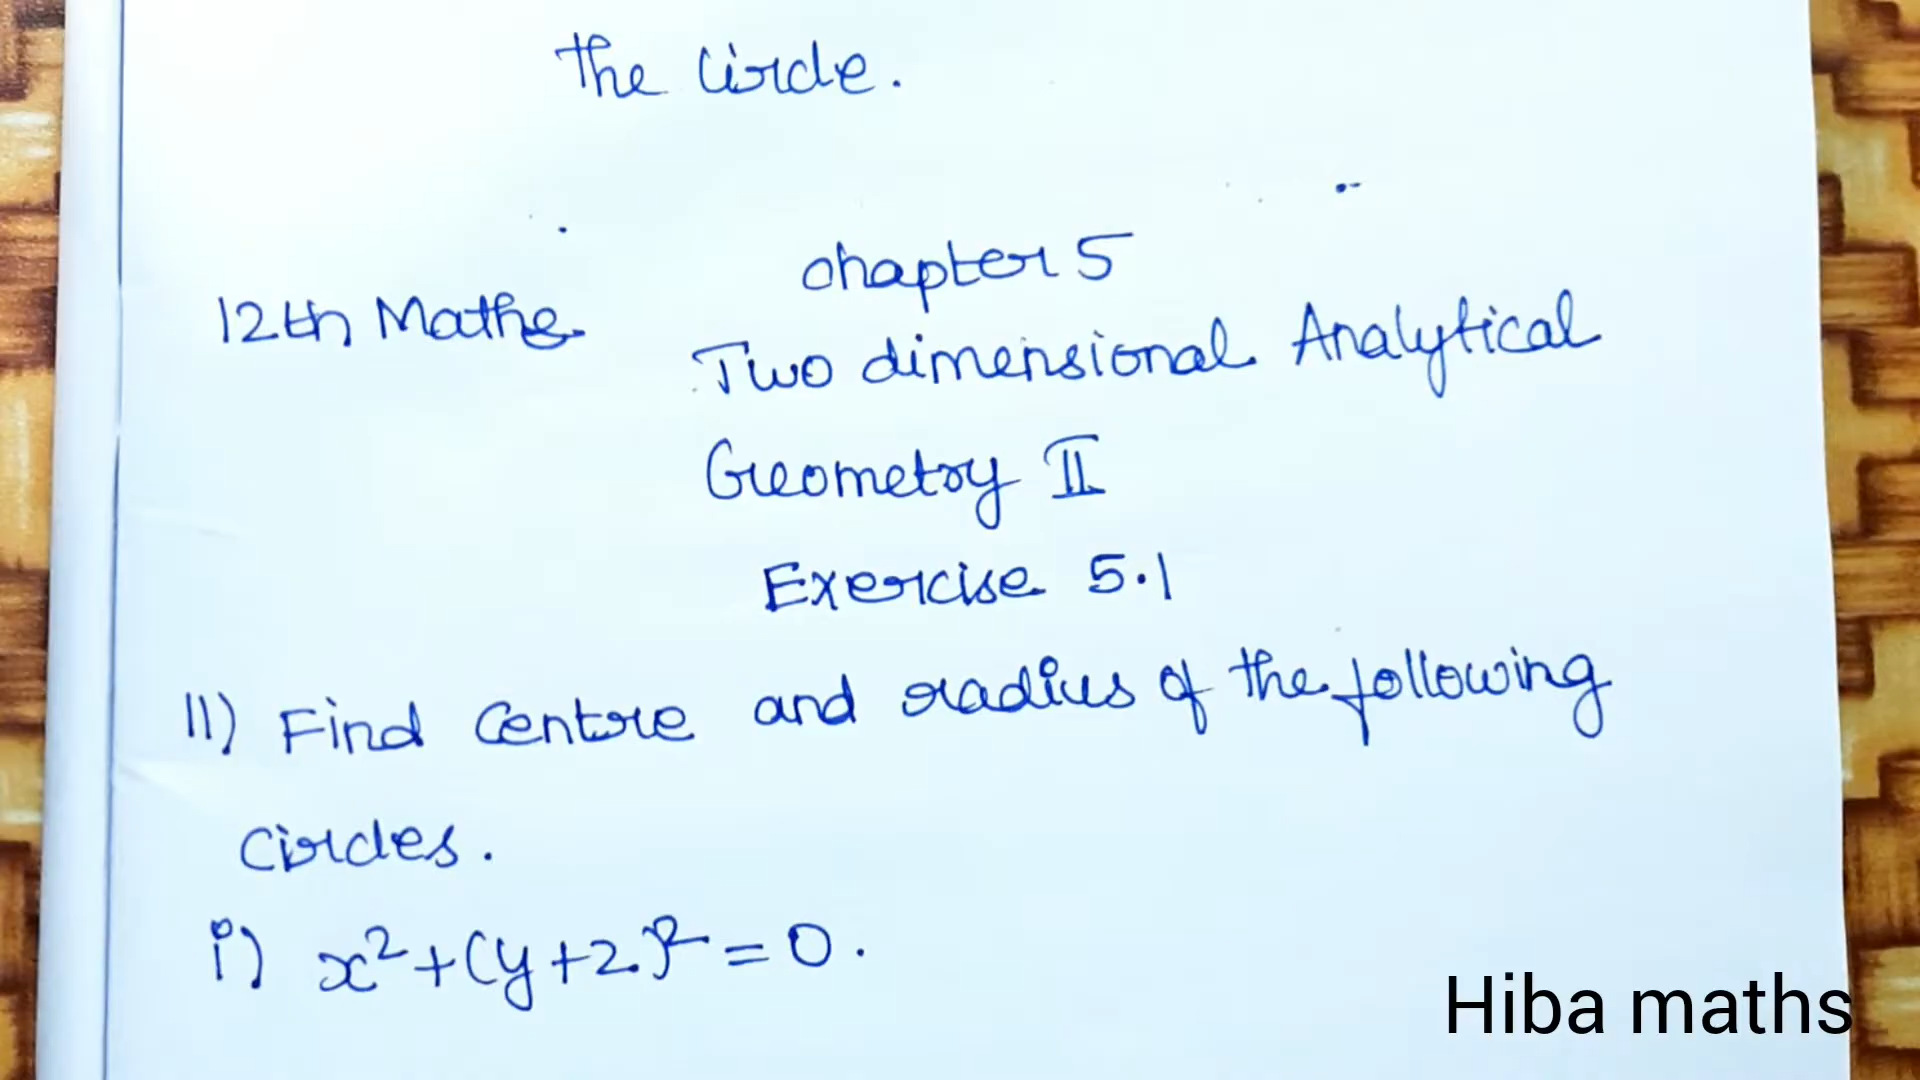 The Circle.
12th Maths
chapter 5
Two dimensional Analytical
Geometry II
Exercise 5.1
11) Find Centre and radius of the following
Circles.
i) x²+(y+2)² = 0.
Hiba maths